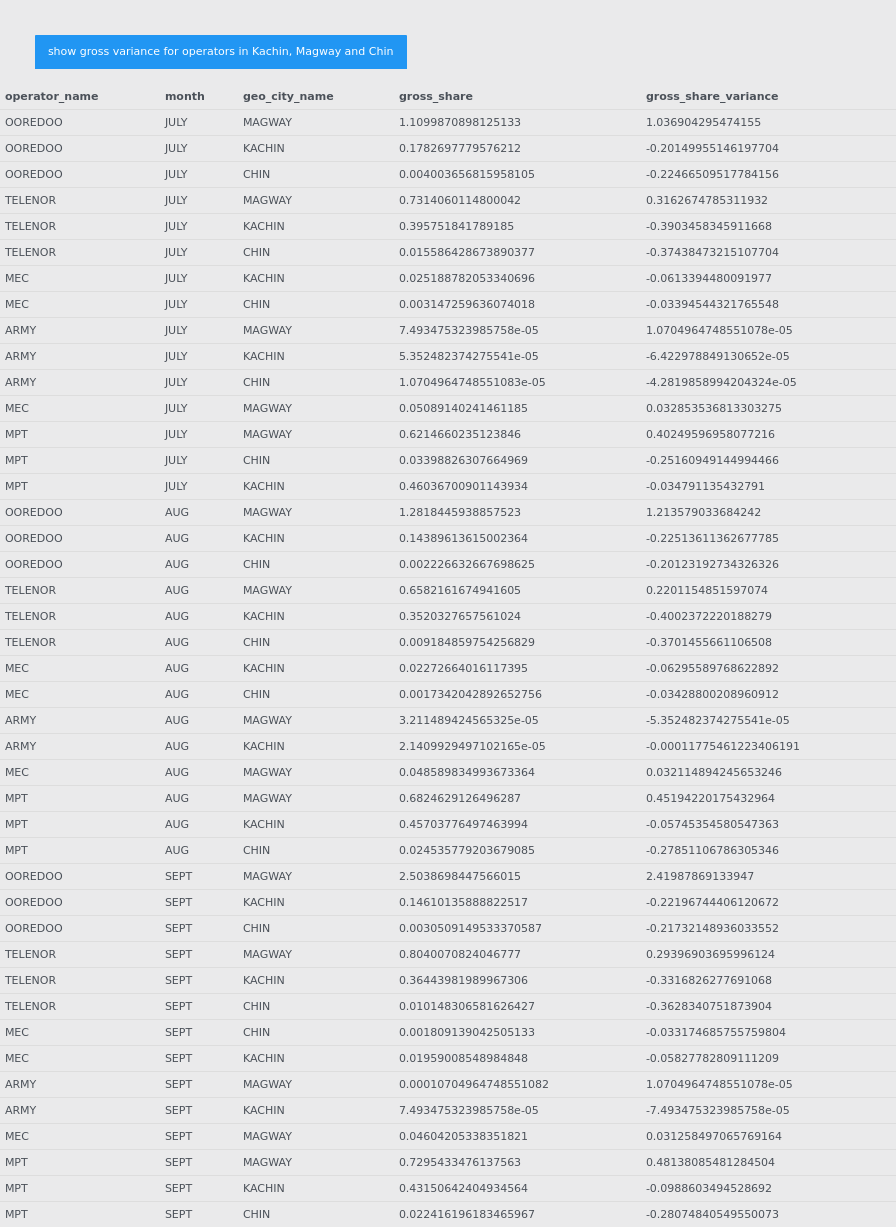 show gross variance for operators in Kachin, Magway and Chin
operator_name month geo_city_name gross_share gross_share_variance
OOREDOO JULY MAGWAY 1.1099870898125133 1.036904295474155
OOREDOO JULY KACHIN 0.1782697779576212 -0.20149955146197704
OOREDOO JULY CHIN 0.004003656815958105 -0.22466509517784156
TELENOR JULY MAGWAY 0.7314060114800042 0.3162674785311932
TELENOR JULY KACHIN 0.395751841789185 -0.3903458345911668
TELENOR JULY CHIN 0.015586428673890377 -0.37438473215107704
MEC JULY KACHIN 0.025188782053340696 -0.0613394480091977
MEC JULY CHIN 0.003147259636074018 -0.03394544321765548
ARMY JULY MAGWAY 7.493475323985758e-05 1.0704964748551078e-05
ARMY JULY KACHIN 5.352482374275541e-05 -6.422978849130652e-05
ARMY JULY CHIN 1.0704964748551083e-05 -4.2819858994204324e-05
MEC JULY MAGWAY 0.05089140241461185 0.032853536813303275
MPT JULY MAGWAY 0.6214660235123846 0.40249596958077216
MPT JULY CHIN 0.03398826307664969 -0.25160949144994466
MPT JULY KACHIN 0.46036700901143934 -0.034791135432791
OOREDOO AUG MAGWAY 1.2818445938857523 1.213579033684242
OOREDOO AUG KACHIN 0.14389613615002364 -0.22513611362677785
OOREDOO AUG CHIN 0.002226632667698625 -0.20123192734326326
TELENOR AUG MAGWAY 0.6582161674941605 0.2201154851597074
TELENOR AUG KACHIN 0.3520327657561024 -0.4002372220188279
TELENOR AUG CHIN 0.009184859754256829 -0.3701455661106508
MEC AUG KACHIN 0.02272664016117395 -0.06295589768622892
MEC AUG CHIN 0.0017342042892652756 -0.03428800208960912
ARMY AUG MAGWAY 3.211489424565325e-05 -5.352482374275541e-05
ARMY AUG KACHIN 2.1409929497102165e-05 -0.00011775461223406191
MEC AUG MAGWAY 0.048589834993673364 0.032114894245653246
MPT AUG MAGWAY 0.6824629126496287 0.45194220175432964
MPT AUG KACHIN 0.45703776497463994 -0.05745354580547363
MPT AUG CHIN 0.024535779203679085 -0.27851106786305346
OOREDOO SEPT MAGWAY 2.5038698447566015 2.41987869133947
OOREDOO SEPT KACHIN 0.14610135888822517 -0.22196744406120672
OOREDOO SEPT CHIN 0.0030509149533370587 -0.21732148936033552
TELENOR SEPT MAGWAY 0.8040070824046777 0.29396903695996124
TELENOR SEPT KACHIN 0.36443981989967306 -0.3316826277691068
TELENOR SEPT CHIN 0.010148306581626427 -0.3628340751873904
MEC SEPT CHIN 0.001809139042505133 -0.033174685755759804
MEC SEPT KACHIN 0.01959008548984848 -0.05827782809111209
ARMY SEPT MAGWAY 0.00010704964748551082 1.0704964748551078e-05
ARMY SEPT KACHIN 7.493475323985758e-05 -7.493475323985758e-05
MEC SEPT MAGWAY 0.04604205338351821 0.031258497065769164
MPT SEPT MAGWAY 0.7295433476137563 0.48138085481284504
MPT SEPT KACHIN 0.43150642404934564 -0.0988603494528692
MPT SEPT CHIN 0.022416196183465967 -0.28074840549550073